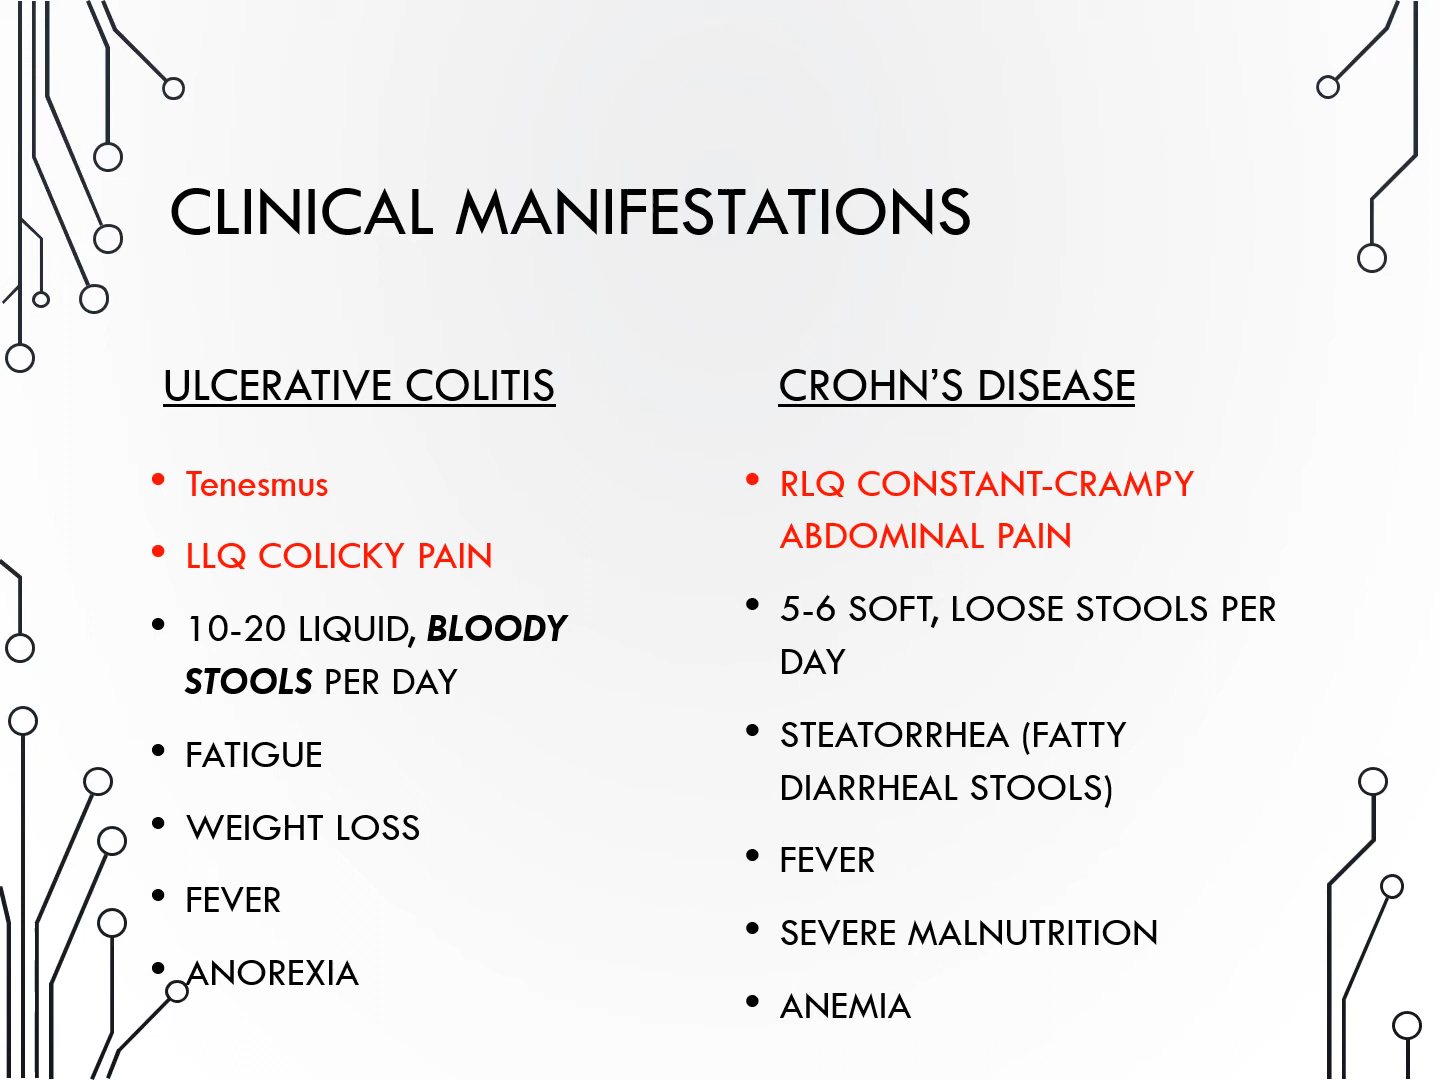 CLINICAL MANIFESTATIONS
ULCERATIVE COLITIS
• Tenesmus
• LLQ COLICKY PAIN
• 10-20 LIQUID, BLOODY
STOOLS PER DAY
• FATIGUE
• WEIGHT LOSS
• FEVER
• ANOREXIA
CROHN’S DISEASE
• RLQ CONSTANT-CRAMPY
ABDOMINAL PAIN
• 5-6 SOFT, LOOSE STOOLS PER
DAY
• STEATORRHEA (FATTY
DIARRHEAL STOOLS)
• FEVER
• SEVERE MALNUTRITION
• ANEMIA